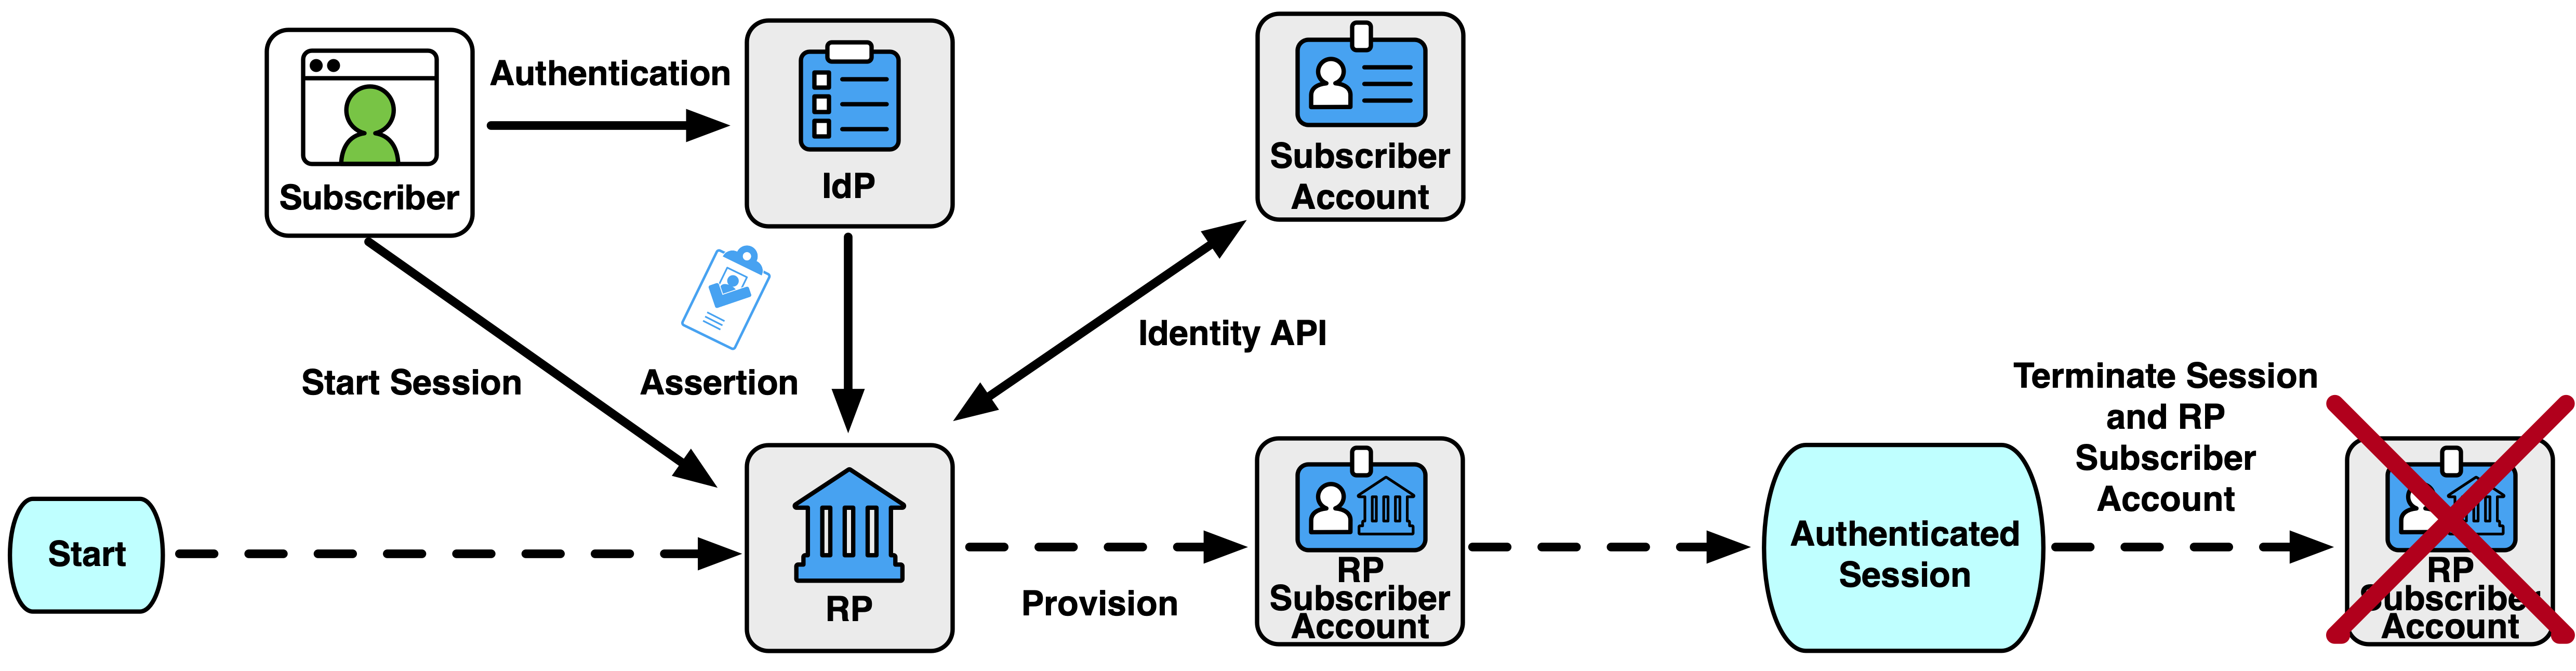 Subscriber
Authentication
IdP
Subscriber
Account
Start Session
Assertion
Identity API
Start
RP
Provision
RP
Subscriber
Account
Authenticated
Session
Terminate Session
and RP
Subscriber
Account
RP
Subscriber
Account